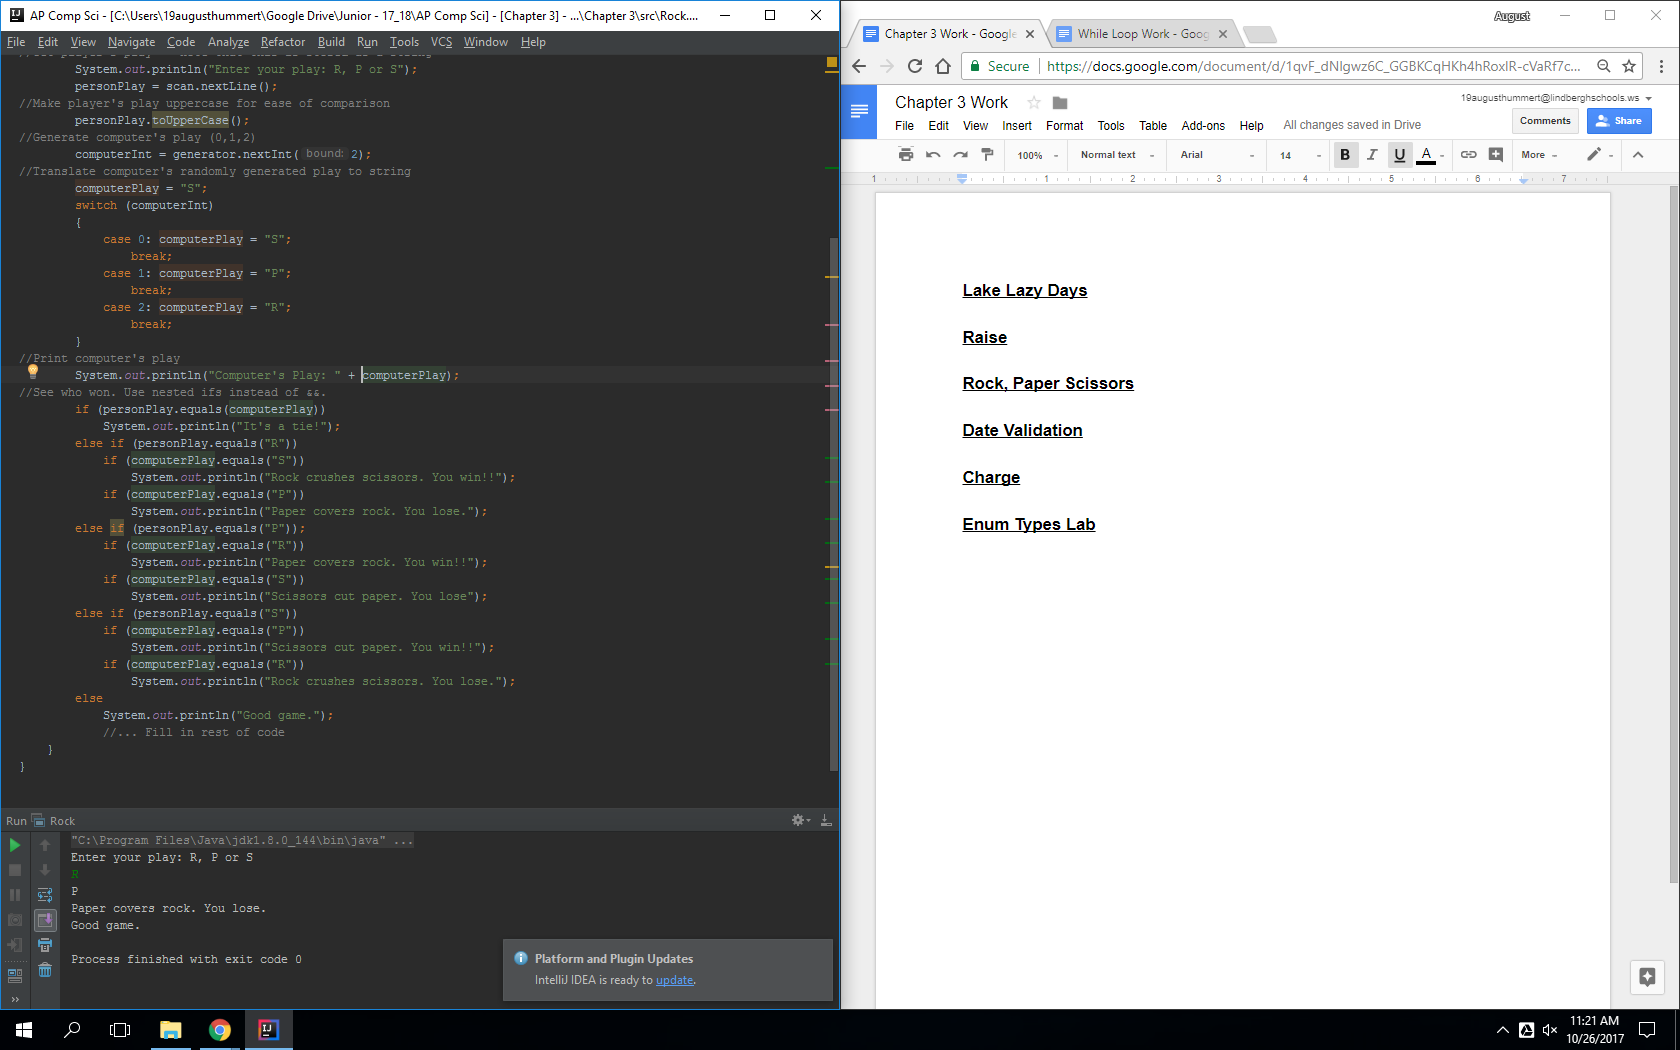 AP Comp Sci - [C:\Users\19augusthummert\Google Drive\Junior - 17_18\AP Comp Sci] - [Chapter 3] - ...\Chapter 3\src\Rock....
File Edit View Navigate Code Analyze Refactor Build Run Tools VCS Window Help
System.out.println("Enter your play: R, P or S");
personPlay = scan.nextLine();
//Make player's play uppercase for ease of comparison
personPlay.toUpperCase();
//Generate computer's play (0,1,2)
computerInt = generator.nextInt( bound: 2);
//Translate computer's randomly generated play to string
computerPlay = "S";
switch (computerInt)
{
case 0: computerPlay = "S";
break;
case 1: computerPlay = "P";
break;
case 2: computerPlay = "R";
break;
}
//Print computer's play
System.out.println("Computer's Play: " + computerPlay);
//See who won. Use nested ifs instead of &&.
if (personPlay.equals(computerPlay))
System.out.println("It's a tie!");
else if (personPlay.equals("R"))
if (computerPlay.equals("S"))
System.out.println("Rock crushes scissors. You win!!");
if (computerPlay.equals("P"))
System.out.println("Paper covers rock. You lose.");
else if (personPlay.equals("P"));
if (computerPlay.equals("R"))
System.out.println("Paper covers rock. You win!!");
if (computerPlay.equals("S"))
System.out.println("Scissors cut paper. You lose");
else if (personPlay.equals("S"))
if (computerPlay.equals("P"))
System.out.println("Scissors cut paper. You win!!");
if (computerPlay.equals("R"))
System.out.println("Rock crushes scissors. You lose.");
else
System.out.println("Good game.");
//... Fill in rest of code
}
}
Run Rock
"C:\Program Files\Java\jdk1.8.0_144\bin\java" ...
Enter your play: R, P or S
R
P
Paper covers rock. You lose.
Good game.
Process finished with exit code 0
Platform and Plugin Updates
IntelliJ IDEA is ready to update.
August
Chapter 3 Work - Google While Loop Work - Goog
Secure https://docs.google.com/document/d/1qvF_dNIgwz6C_GGBKCqHKh4hRoxIR-cVaRf7c...
Chapter 3 Work
19augusthummert@lindberghschools.ws
File Edit View Insert Format Tools Table Add-ons Help All changes saved in Drive
Comments Share
100% Normal text Arial 14 B I U A More
1 1 2 3 4 5 6 7
Lake Lazy Days
Raise
Rock, Paper Scissors
Date Validation
Charge
Enum Types Lab
11:21 AM
10/26/2017